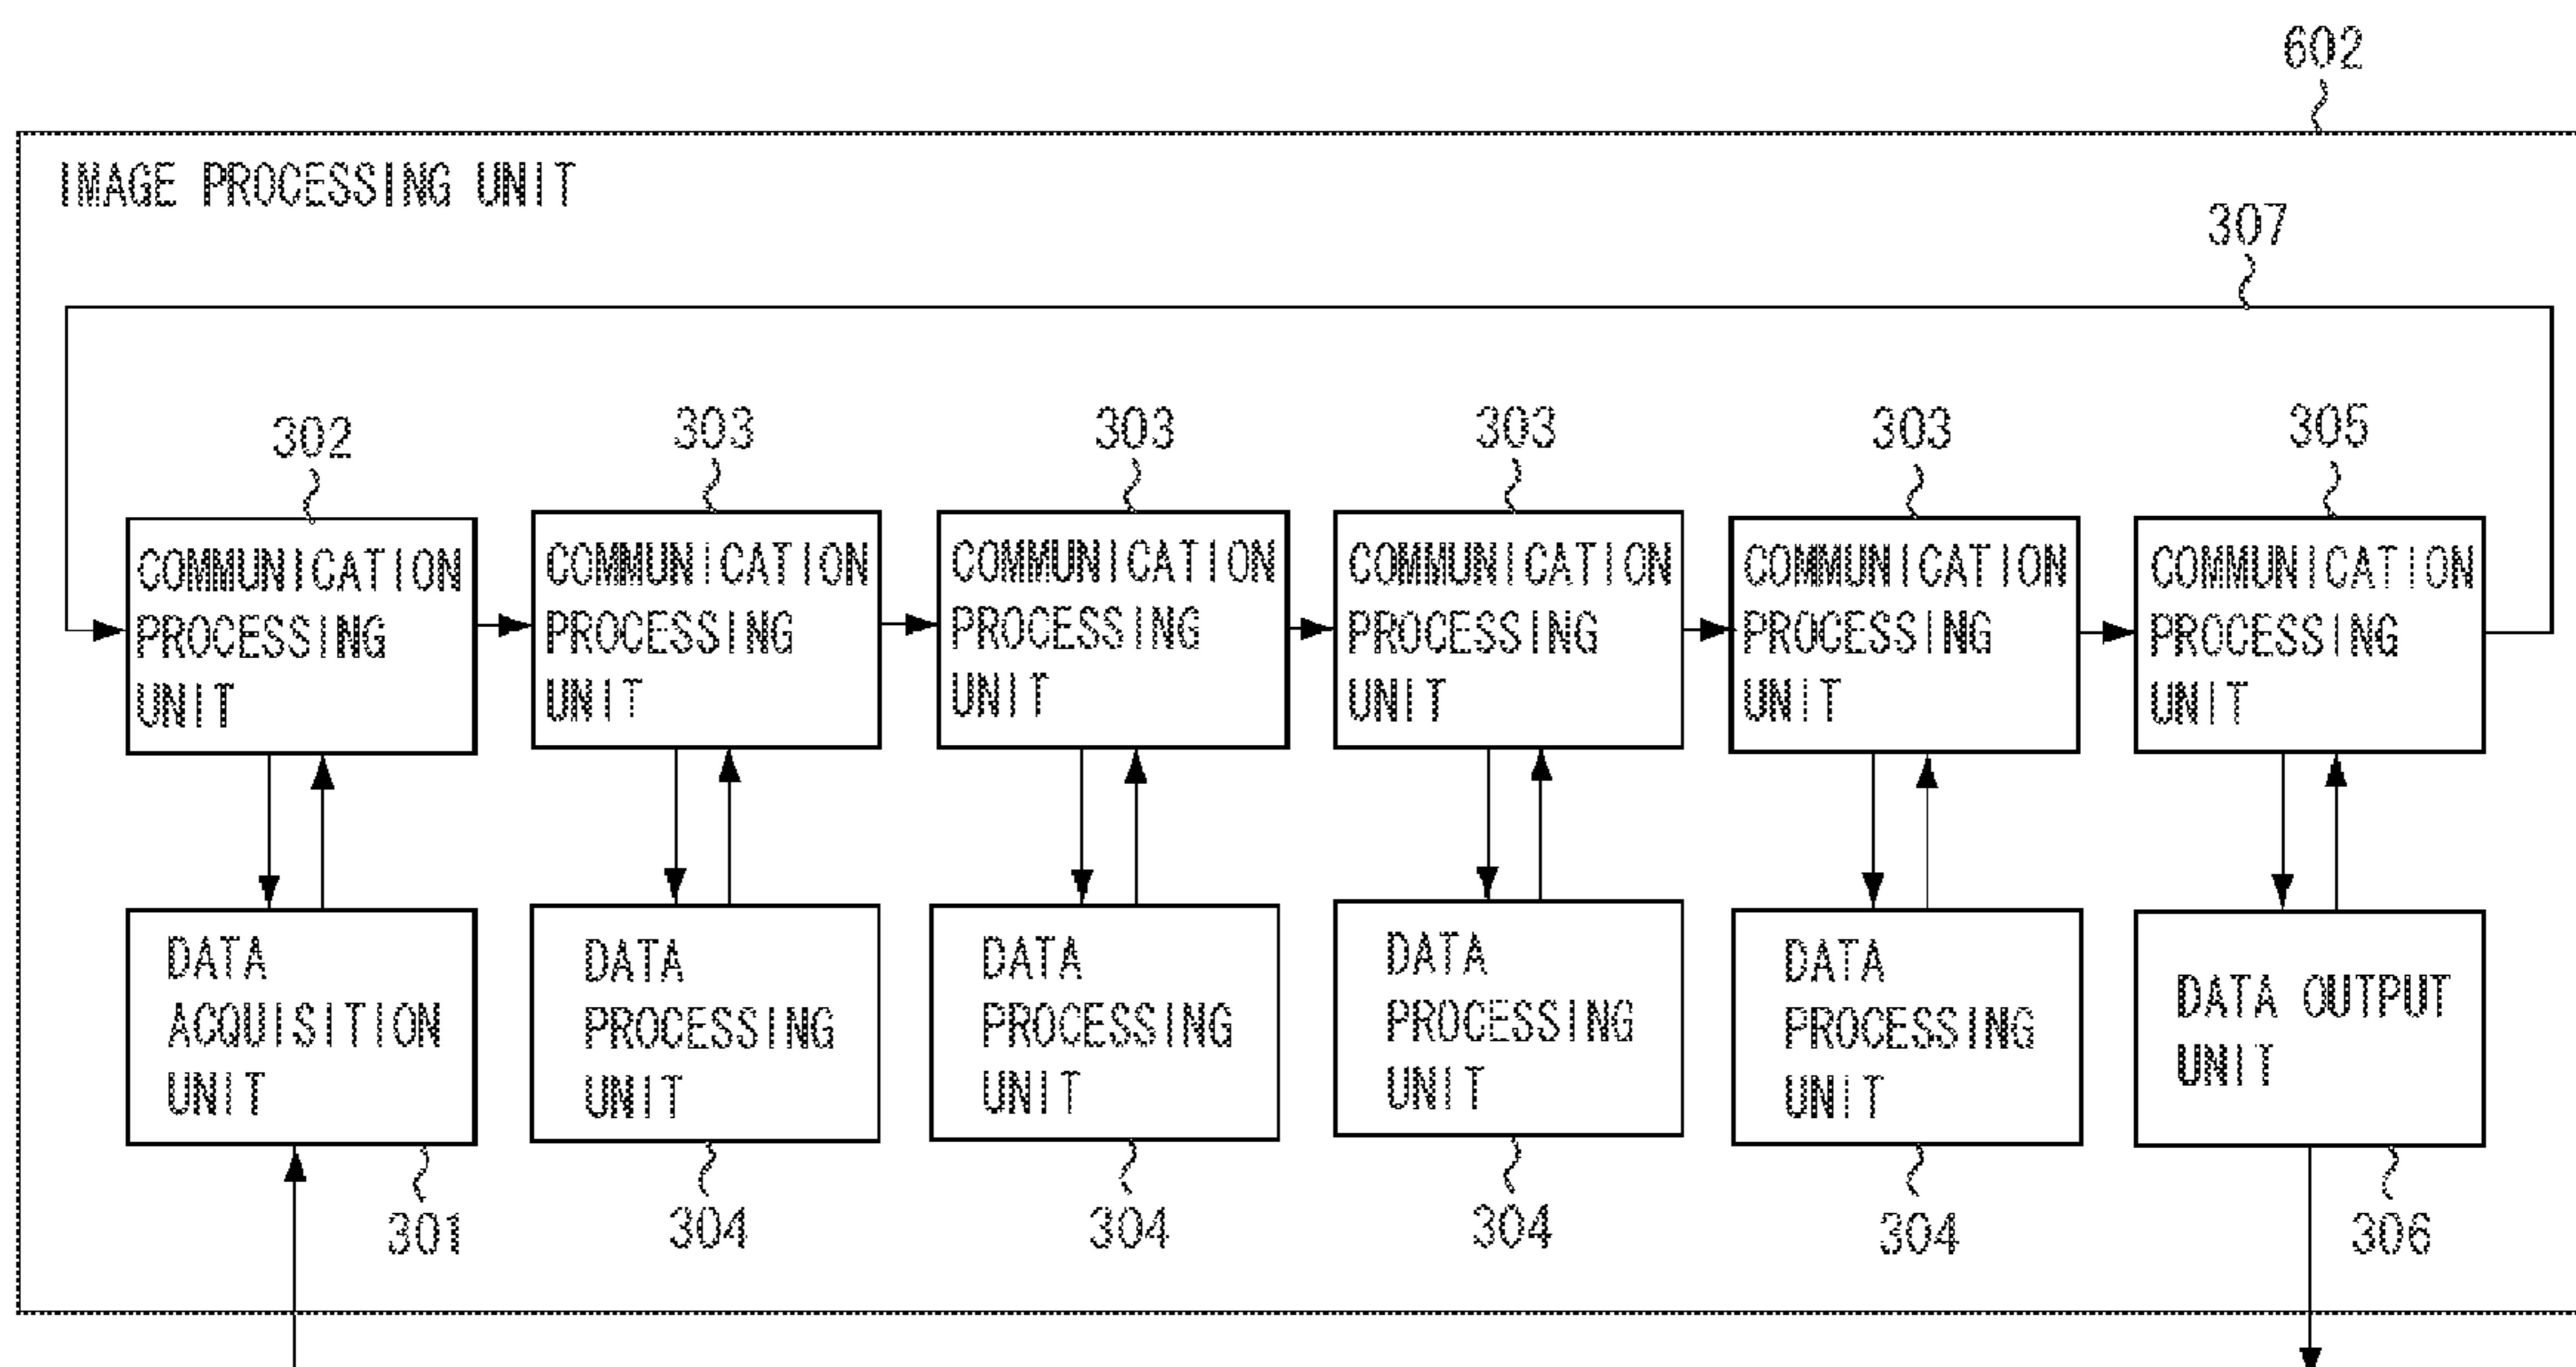 602
IMAGE PROCESSING UNIT
307
302
303
303
303
303
305
COMMUNICATION
PROCESSING
UNIT
COMMUNICATION
PROCESSING
UNIT
COMMUNICATION
PROCESSING
UNIT
COMMUNICATION
PROCESSING
UNIT
COMMUNICATION
PROCESSING
UNIT
COMMUNICATION
PROCESSING
UNIT
DATA
ACQUISITION
UNIT
DATA
PROCESSING
UNIT
DATA
PROCESSING
UNIT
DATA
PROCESSING
UNIT
DATA
PROCESSING
UNIT
DATA OUTPUT
UNIT
301
304
304
304
304
306